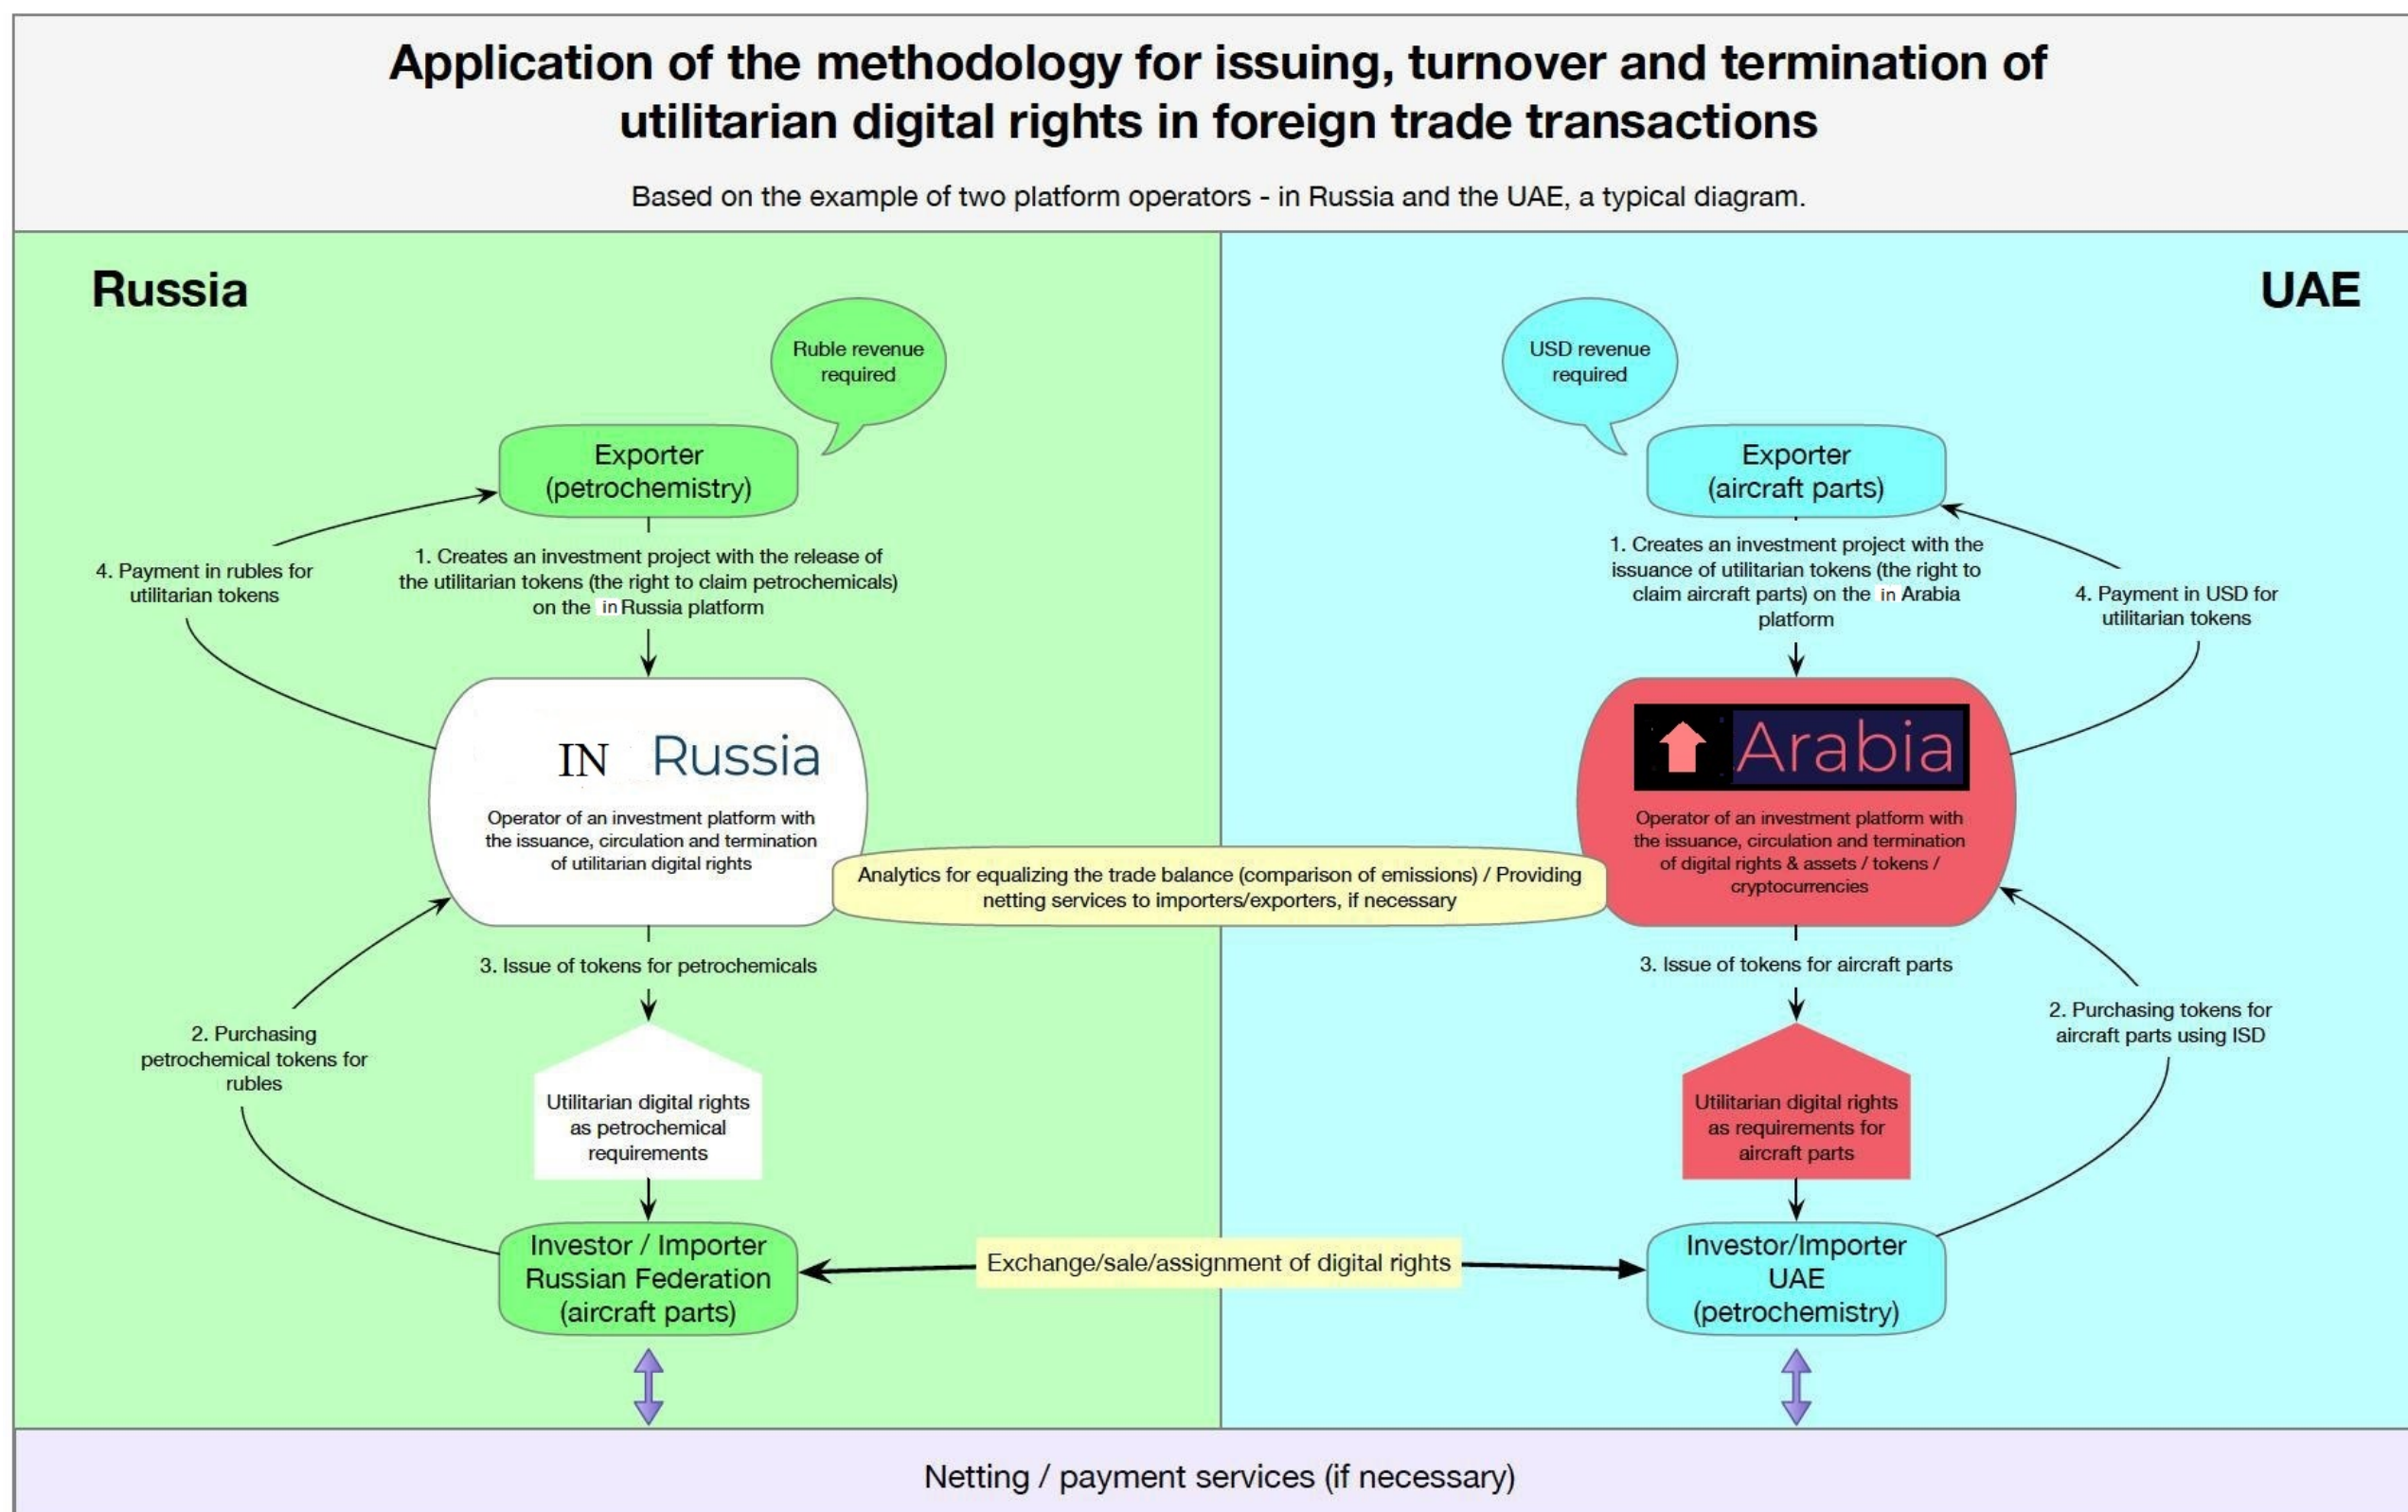 Application of the methodology for issuing, turnover and termination of
utilitarian digital rights in foreign trade transactions
Based on the example of two platform operators - in Russia and the UAE, a typical diagram.
Russia
Ruble revenue
required
Exporter
(petrochemistry)
4. Payment in rubles for
utilitarian tokens
1. Creates an investment project with the release of
the utilitarian tokens (the right to claim petrochemicals)
on the in Russia platform
IN Russia
Operator of an investment platform with
the issuance, circulation and termination
of utilitarian digital rights
3. Issue of tokens for petrochemicals
2. Purchasing
petrochemical tokens for
rubles
Utilitarian digital rights
as petrochemical
requirements
Investor / Importer
Russian Federation
(aircraft parts)
Analytics for equalizing the trade balance (comparison of emissions) / Providing
netting services to importers/exporters, if necessary
Exchange/sale/assignment of digital rights
UAE
USD revenue
required
Exporter
(aircraft parts)
1. Creates an investment project with the
issuance of utilitarian tokens (the right to
claim aircraft parts) on the in Arabia
platform
4. Payment in USD for
utilitarian tokens
Arabia
Operator of an investment platform with
the issuance, circulation and termination
of digital rights & assets / tokens /
cryptocurrencies
3. Issue of tokens for aircraft parts
2. Purchasing tokens for
aircraft parts using ISD
Utilitarian digital rights
as requirements for
aircraft parts
Investor/Importer
UAE
(petrochemistry)
Netting / payment services (if necessary)